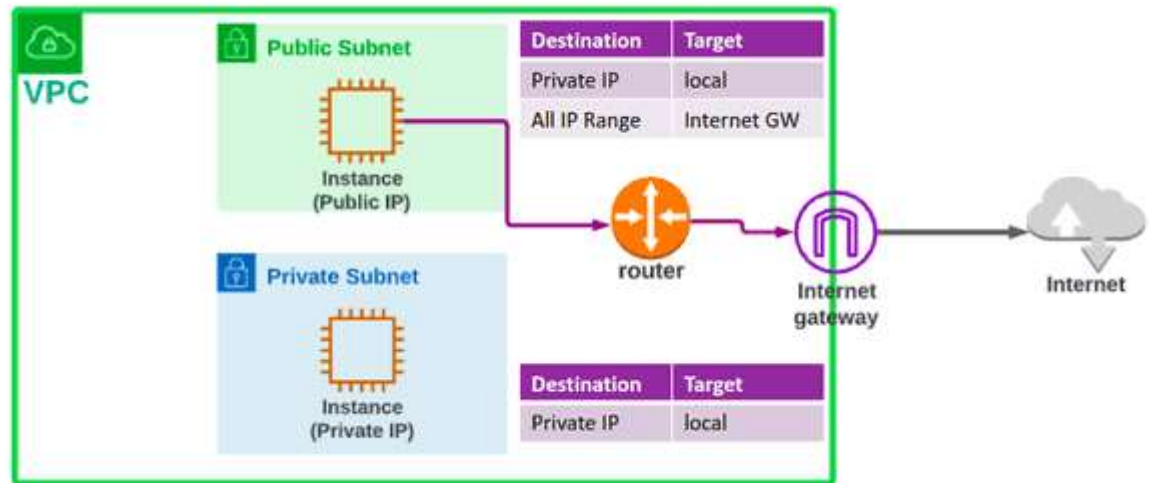 VPC
Public Subnet
Instance
(Public IP)
Destination Target
Private IP local
All IP Range Internet GW
router
Internet
gateway
Internet
Private Subnet
Instance
(Private IP)
Destination Target
Private IP local